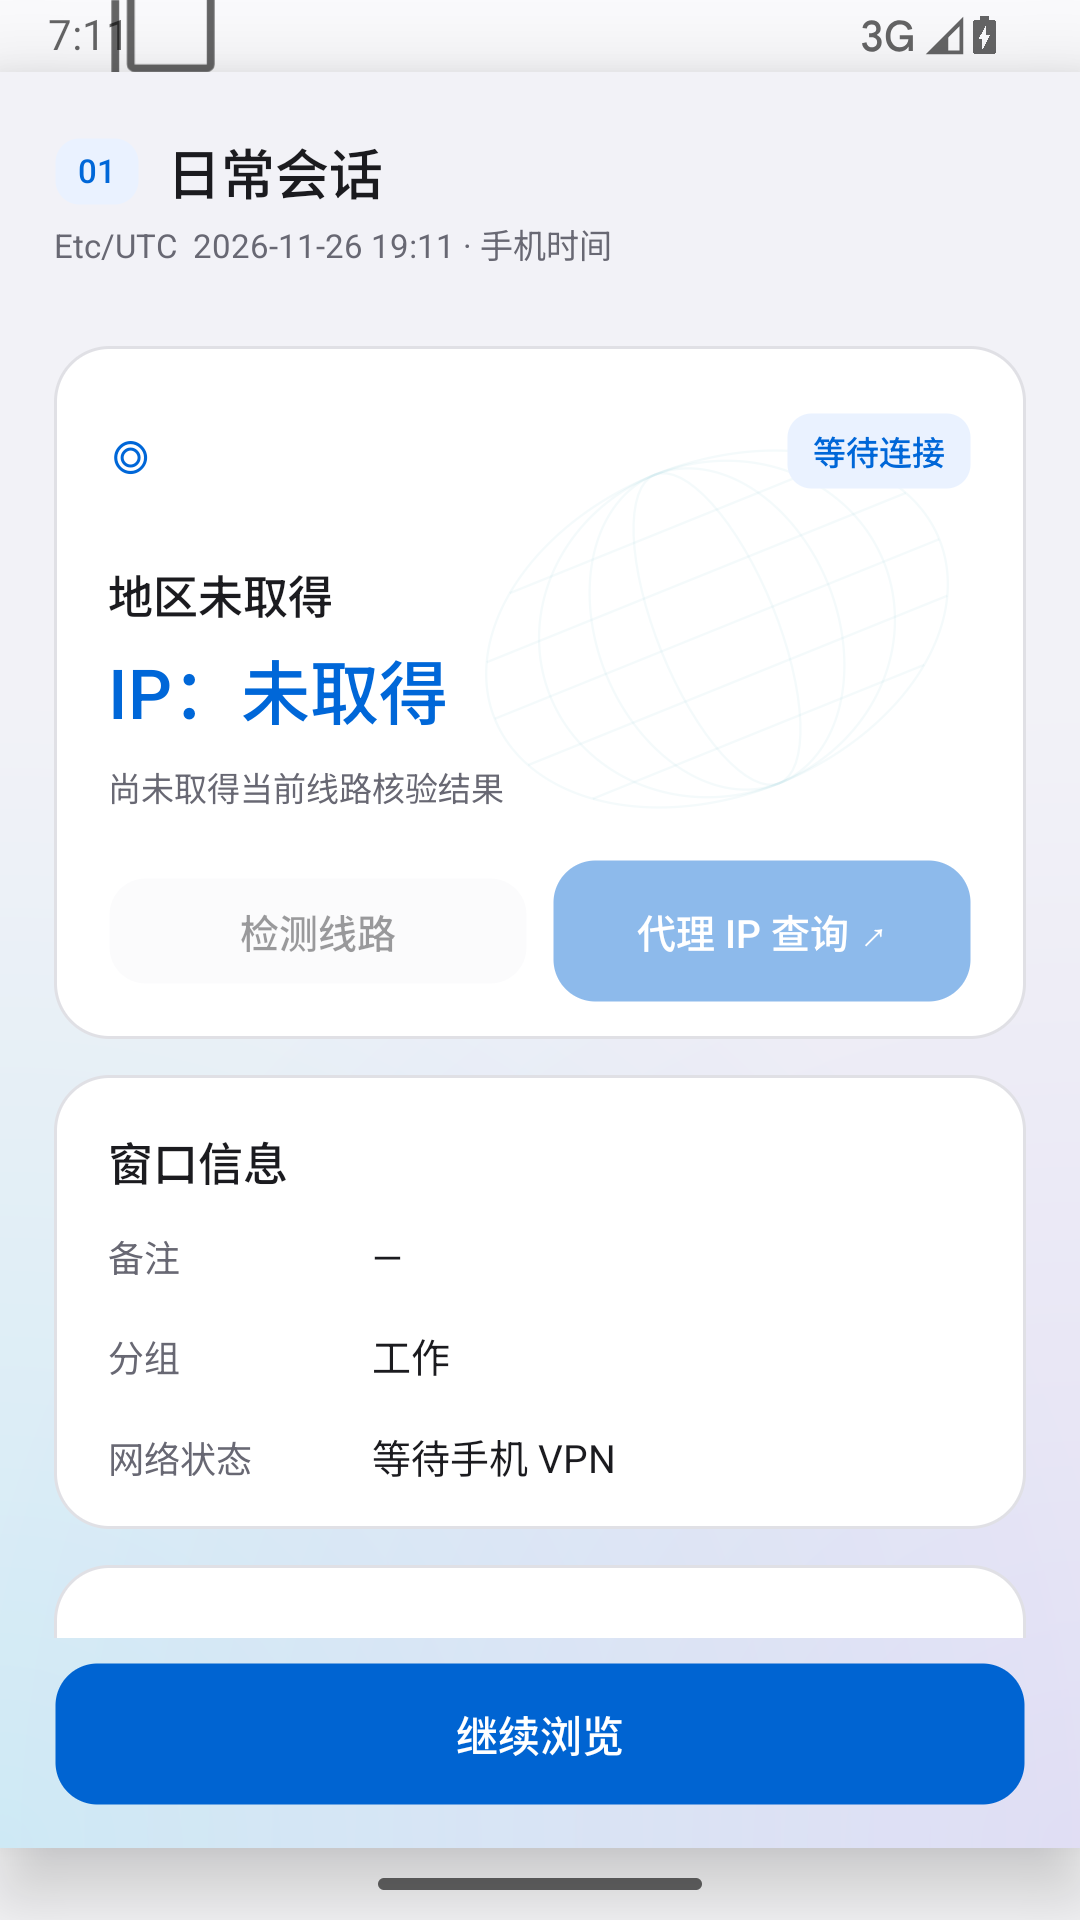 7:11
3G
01 日常会话
Etc/UTC 2026-11-26 19:11 · 手机时间
等待连接
地区未取得
IP：未取得
尚未取得当前线路核验结果
检测线路
代理 IP 查询 ↗
窗口信息
备注 —
分组 工作
网络状态 等待手机 VPN
继续浏览